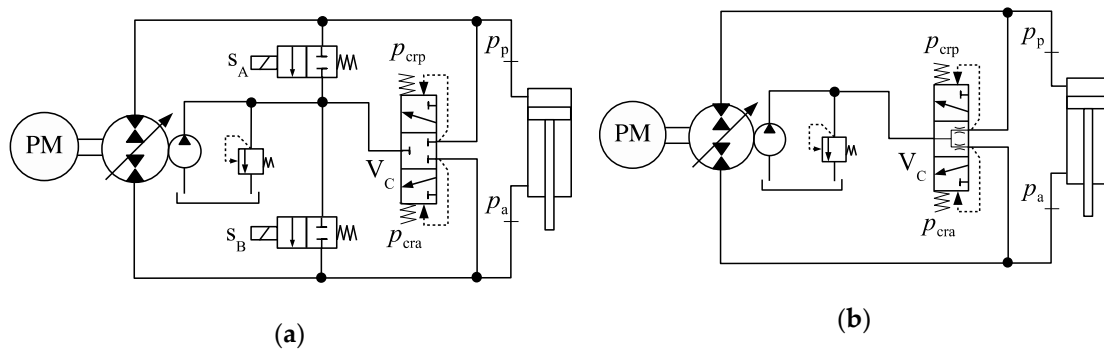 PM
s_A
s_B
p_crp
V_C
p_cra
p_p
p_a
(a)
PM
p_crp
V_C
p_cra
p_p
p_a
(b)